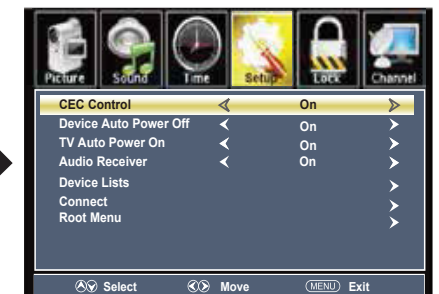 Picture Sound Time Setup Lock Channel
CEC Control On
Device Auto Power Off On
TV Auto Power On On
Audio Receiver On
Device Lists
Connect
Root Menu
Select Move MENU Exit